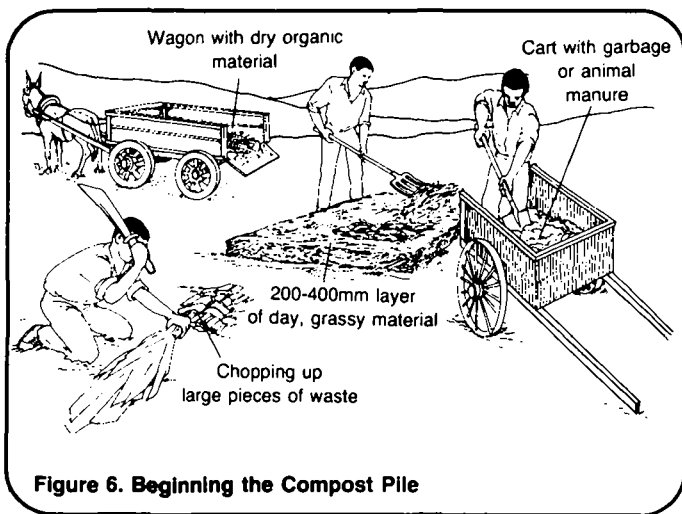 Wagon with dry organic
material
Cart with garbage
or animal
manure
200-400mm layer
of day, grassy material
Chopping up
large pieces of waste
Figure 6. Beginning the Compost Pile